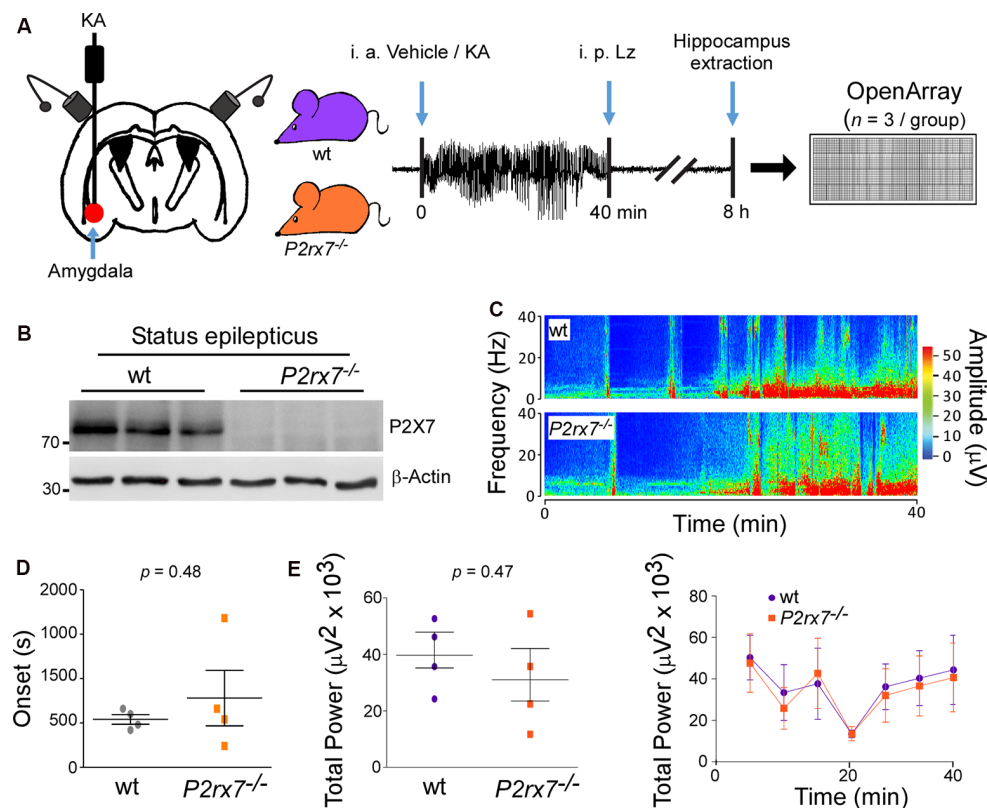 A
KA
Amygdala
wt
P2rx7-/-
i. a. Vehicle / KA
i. p. Lz
Hippocampus
extraction
0
40 min
8 h
OpenArray
(n = 3 / group)
B
Status epilepticus
wt
P2rx7-/-
70
P2X7
30
β-Actin
C
wt
P2rx7-/-
Frequency (Hz)
40
20
0
40
20
0
0
40
Time (min)
50
40
30
20
10
0
Amplitude (μV)
D
p = 0.48
Onset (s)
2000
1000
1500
500
0
wt
P2rx7-/-
E
p = 0.47
Total Power (μV2 x 103)
60
40
20
0
wt
P2rx7-/-
Total Power (μV2 x 103)
60
40
20
0
wt
P2rx7-/-
0
20
40
Time (min)